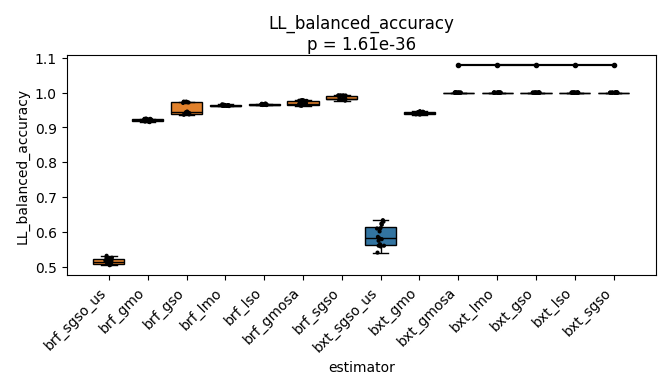 LL_balanced_accuracy
p = 1.61e-36
LL_balanced_accuracy
1.1
1.0
0.9
0.8
0.7
0.6
0.5
brf_sgso_us
brf_gmo
brf_gso
brf_lmo
brf_lso
brf_gmosa
brf_sgso
bxt_sgso_us
bxt_gmo
bxt_gmosa
bxt_lmo
bxt_gso
bxt_lso
bxt_sgso
estimator